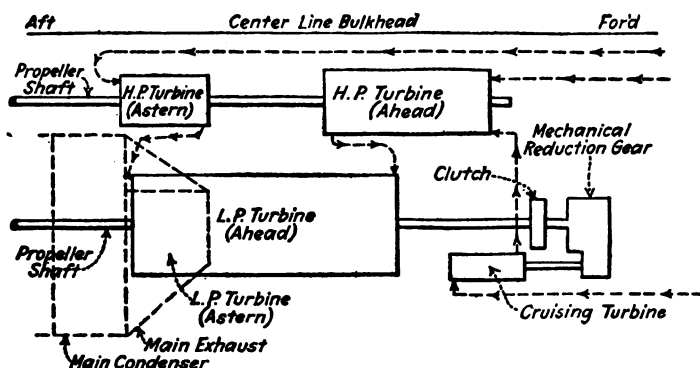 Aft
Center Line Bulkhead
For'd
Propeller
Shaft
H.P. Turbine
(Astern)
H.P. Turbine
(Ahead)
Mechanical
Reduction Gear
Clutch
L.P. Turbine
(Ahead)
Propeller
Shaft
L.P. Turbine
(Astern)
Cruising Turbine
Main Exhaust
Main Condenser